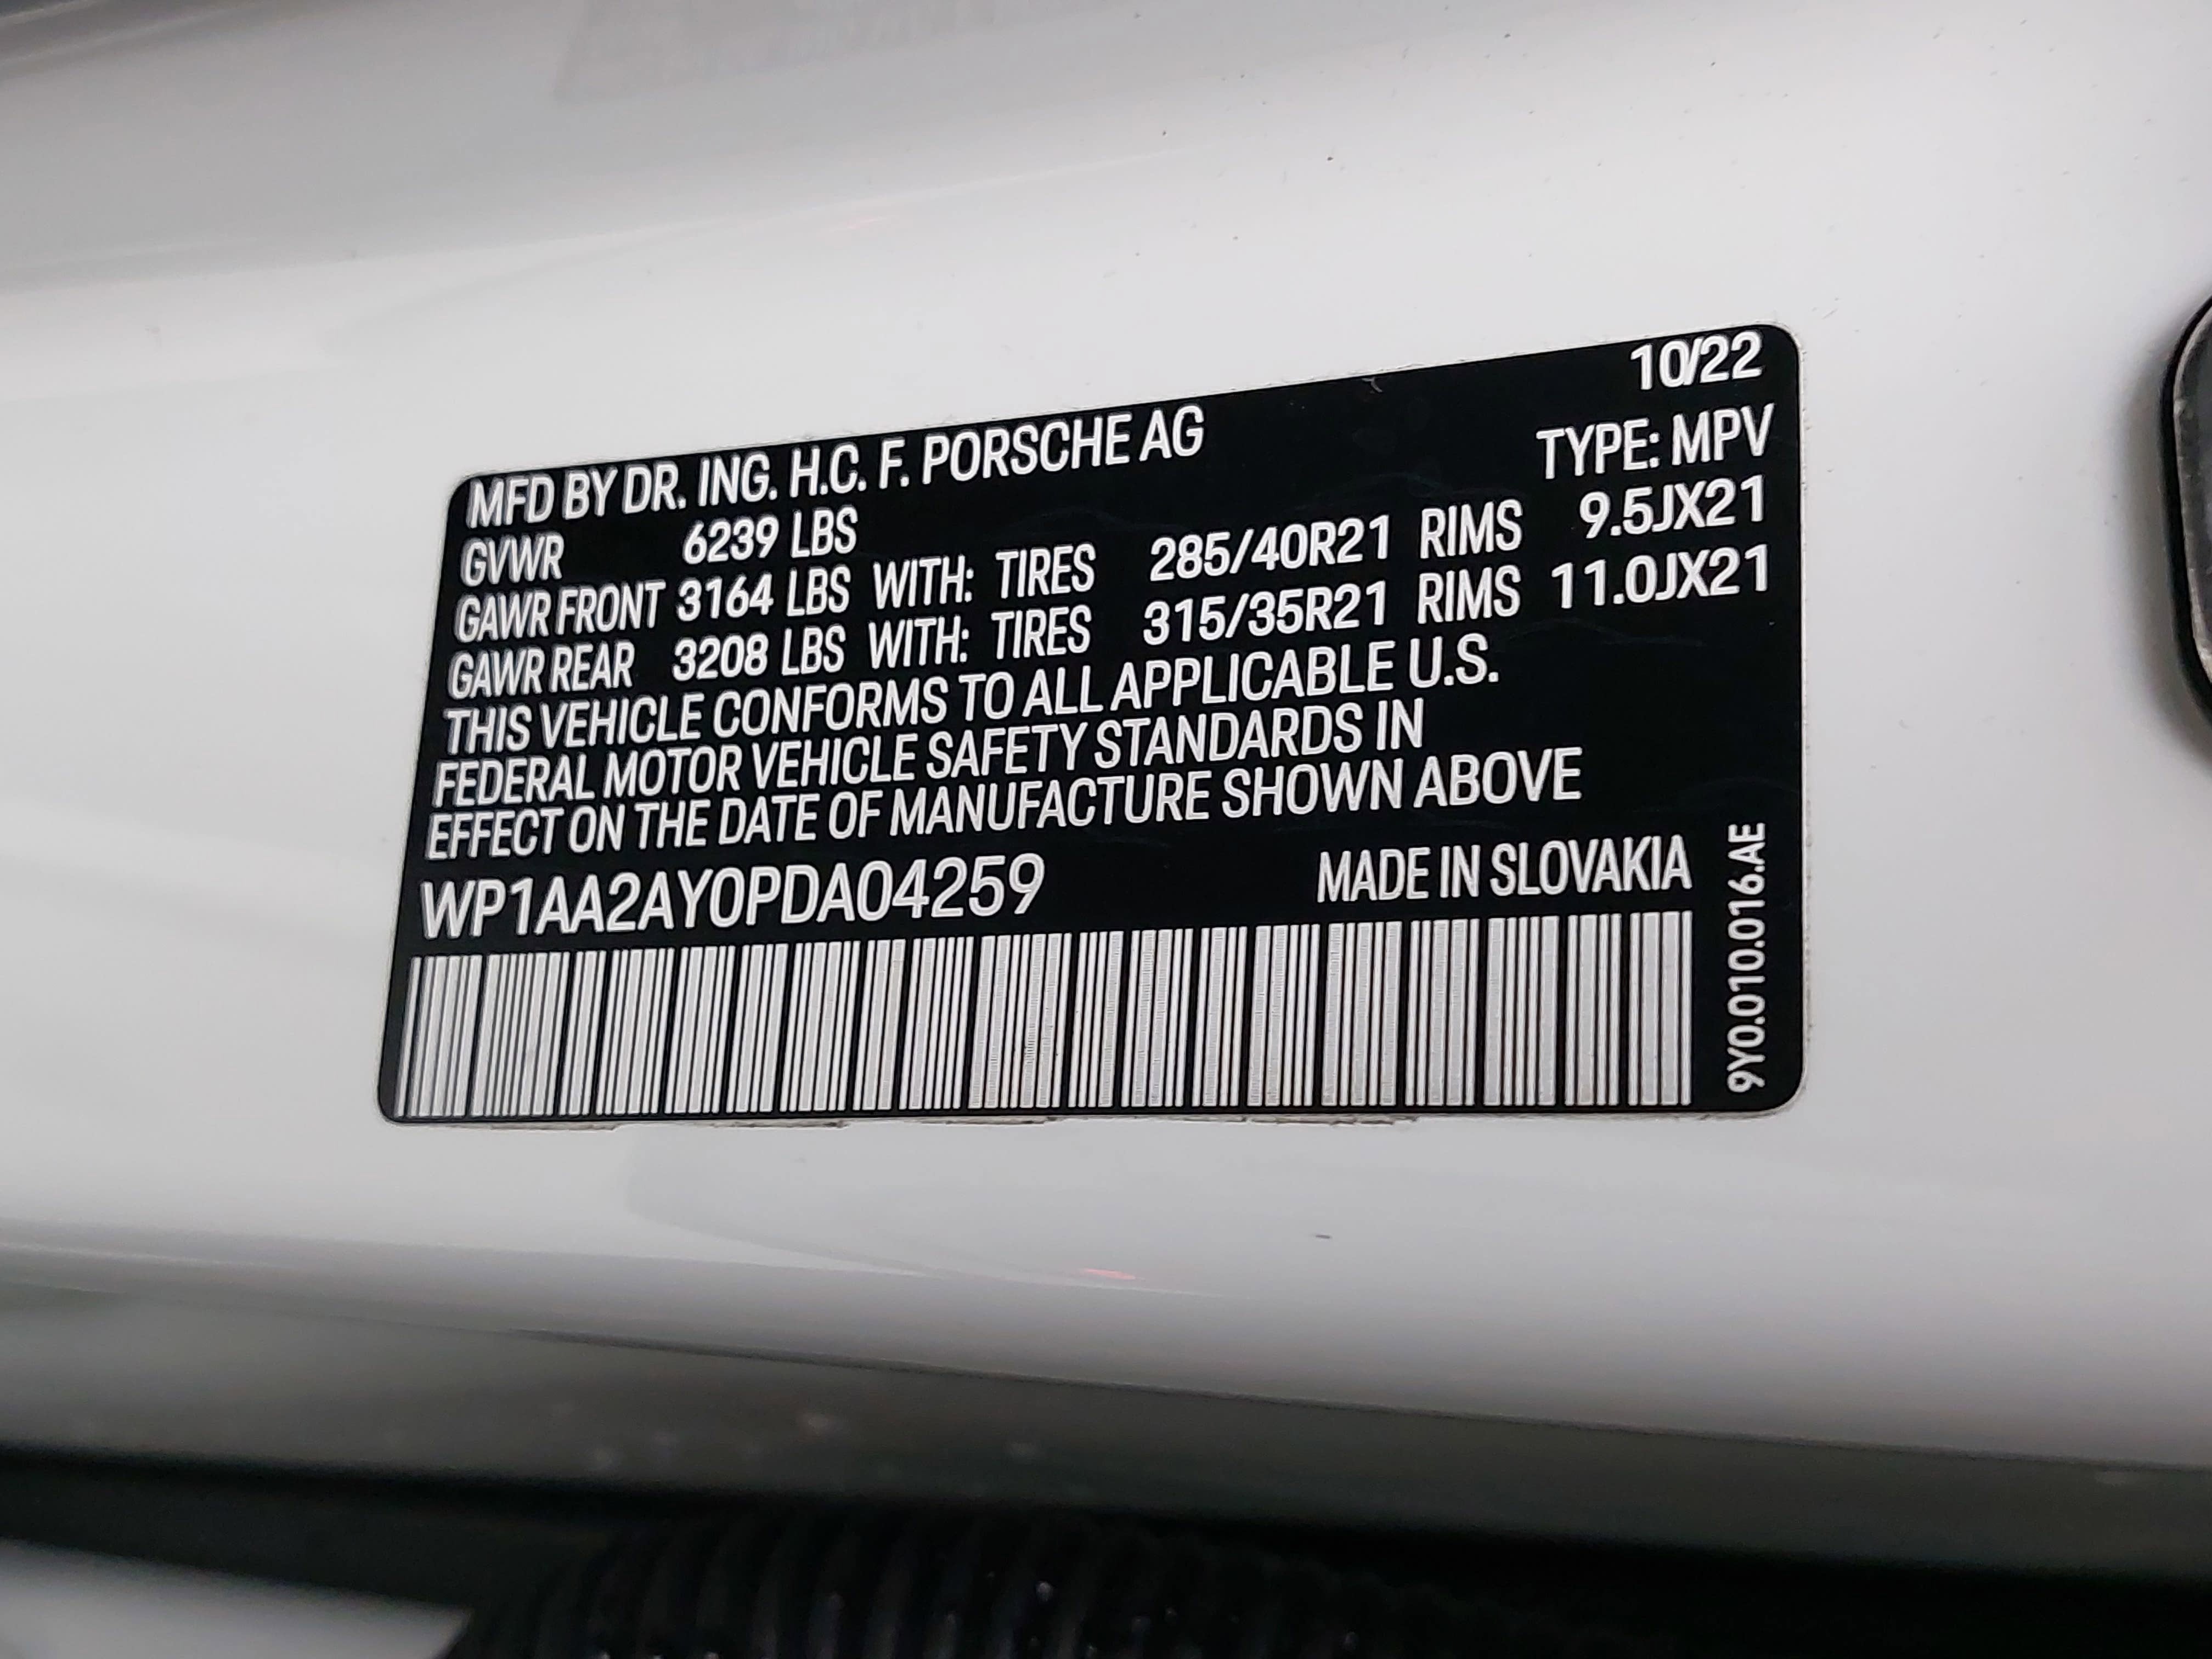 10/22
MFD BY DR. ING. H.C. F. PORSCHE AG TYPE: MPV
GVWR 6239 LBS
GAWR FRONT 3164 LBS WITH: TIRES 285/40R21 RIMS 9.5JX21
GAWR REAR 3208 LBS WITH: TIRES 315/35R21 RIMS 11.0JX21
THIS VEHICLE CONFORMS TO ALL APPLICABLE U.S.
FEDERAL MOTOR VEHICLE SAFETY STANDARDS IN
EFFECT ON THE DATE OF MANUFACTURE SHOWN ABOVE
WP1AA2AY0PDA04259 MADE IN SLOVAKIA
9Y0.010.016.AE